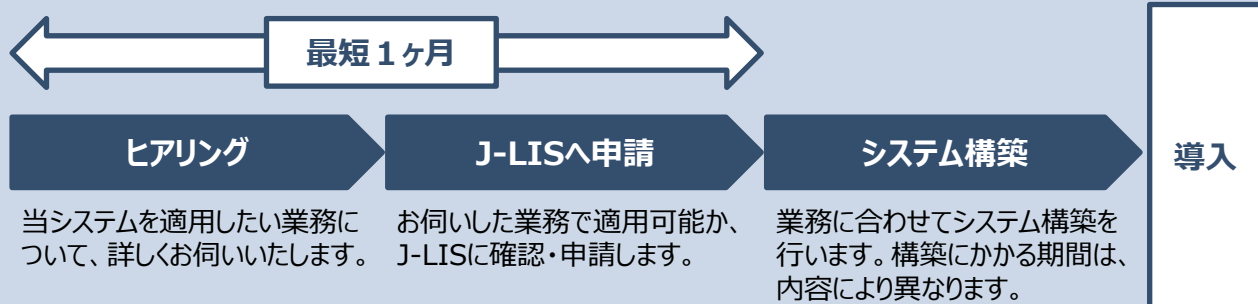 最短１ヶ月
ヒアリング
J-LISへ申請
システム構築
導入
当システムを適用したい業務に
ついて、詳しくお伺いいたします。
お伺いした業務で適用可能か、
J-LISに確認・申請します。
業務に合わせてシステム構築を
行います。構築にかかる期間は、
内容により異なります。